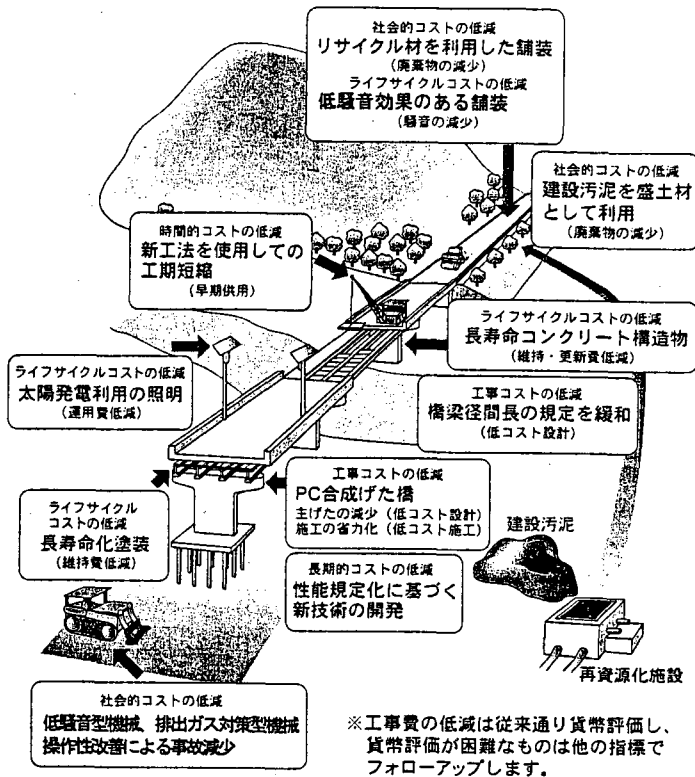 社会的コストの低減
リサイクル材を利用した舗装
(廃棄物の減少)
ライフサイクルコストの低減
低騒音効果のある舗装
(騒音の減少)
社会的コストの低減
建設汚泥を盛土材
として利用
(廃棄物の減少)
時間的コストの低減
新工法を使用しての
工期短縮
(早期供用)
ライフサイクルコストの低減
長寿命コンクリート構造物
(維持・更新費低減)
ライフサイクルコストの低減
太陽発電利用の照明
(運用費低減)
工事コストの低減
橋梁径間長の規定を緩和
(低コスト設計)
工事コストの低減
PC合成げた橋
主げたの減少(低コスト設計)
施工の省力化(低コスト施工)
ライフサイクル
コストの低減
長寿命化塗装
(維持費低減)
長期的コストの低減
性能規定化に基づく
新技術の開発
建設汚泥
再資源化施設
社会的コストの低減
低騒音型機械、排出ガス対策型機械
操作性改善による事故減少
※工事費の低減は従来通り貨幣評価し、
貨幣評価が困難なものは他の指標で
フォローアップします。